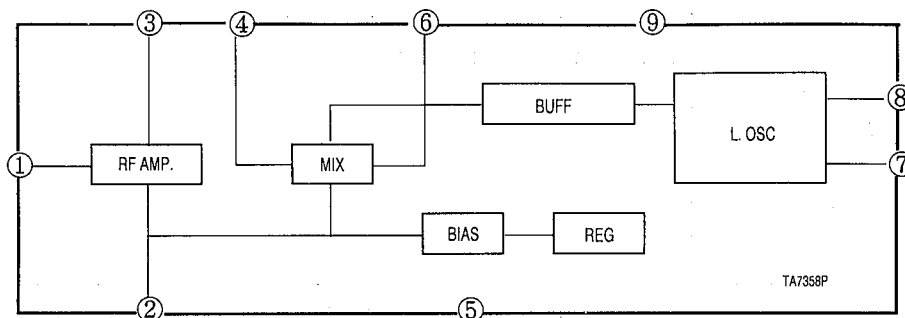 ③ ④ ⑥ ⑨
BUFF
L. OSC
⑧
① RF AMP. MIX ⑦
BIAS REG
TA7358P
② ⑤